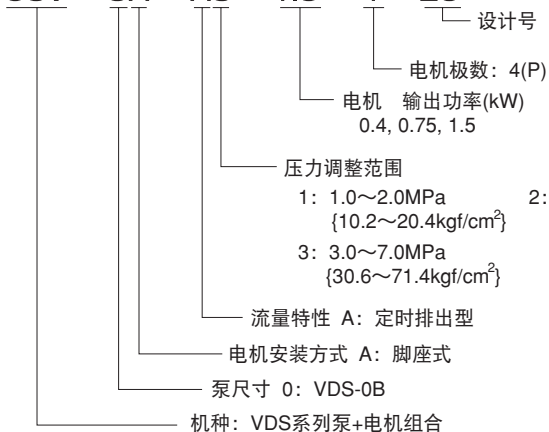 设计号
电机极数：4(P)
电机 输出功率(kW)
0.4, 0.75, 1.5
压力调整范围
1：1.0～2.0MPa 2：
{10.2～20.4kgf/cm²}
3：3.0～7.0MPa
{30.6～71.4kgf/cm²}
流量特性 A：定时排出型
电机安装方式 A：脚座式
泵尺寸 0：VDS-0B
机种：VDS系列泵+电机组合